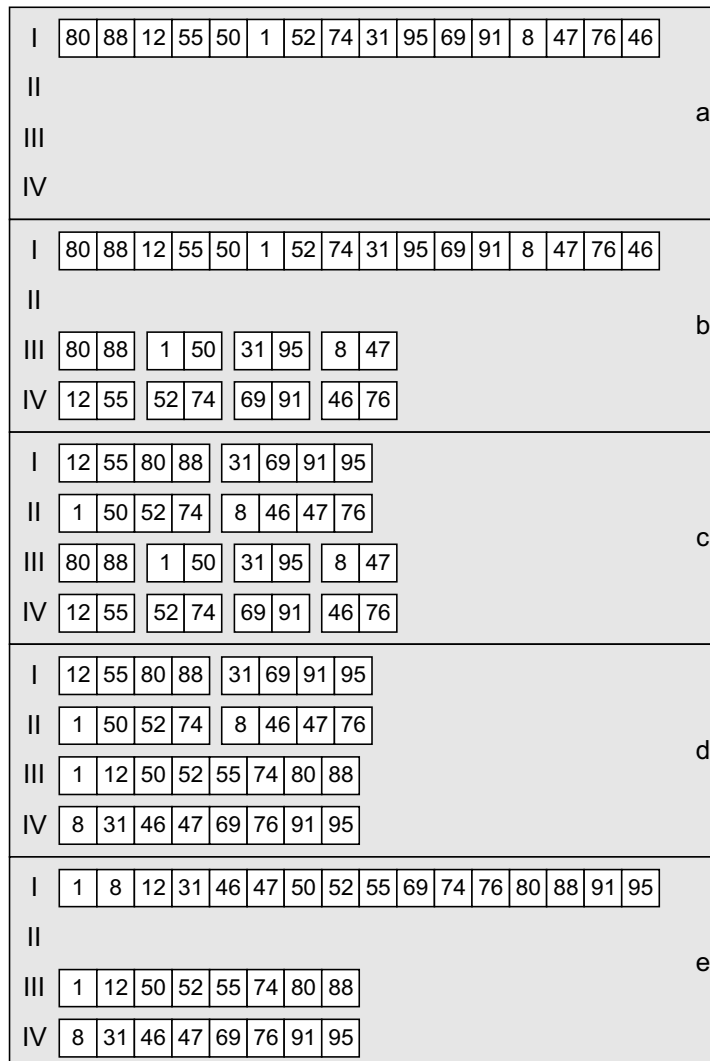 I 80 88 12 55 50 1 52 74 31 95 69 91 8 47 76 46
II
a
III
IV
I 80 88 12 55 50 1 52 74 31 95 69 91 8 47 76 46
II
b
III 80 88 1 50 31 95 8 47
IV 12 55 52 74 69 91 46 76
I 12 55 80 88 31 69 91 95
II 1 50 52 74 8 46 47 76
c
III 80 88 1 50 31 95 8 47
IV 12 55 52 74 69 91 46 76
I 12 55 80 88 31 69 91 95
II 1 50 52 74 8 46 47 76
d
III 1 12 50 52 55 74 80 88
IV 8 31 46 47 69 76 91 95
I 1 8 12 31 46 47 50 52 55 69 74 76 80 88 91 95
II
e
III 1 12 50 52 55 74 80 88
IV 8 31 46 47 69 76 91 95